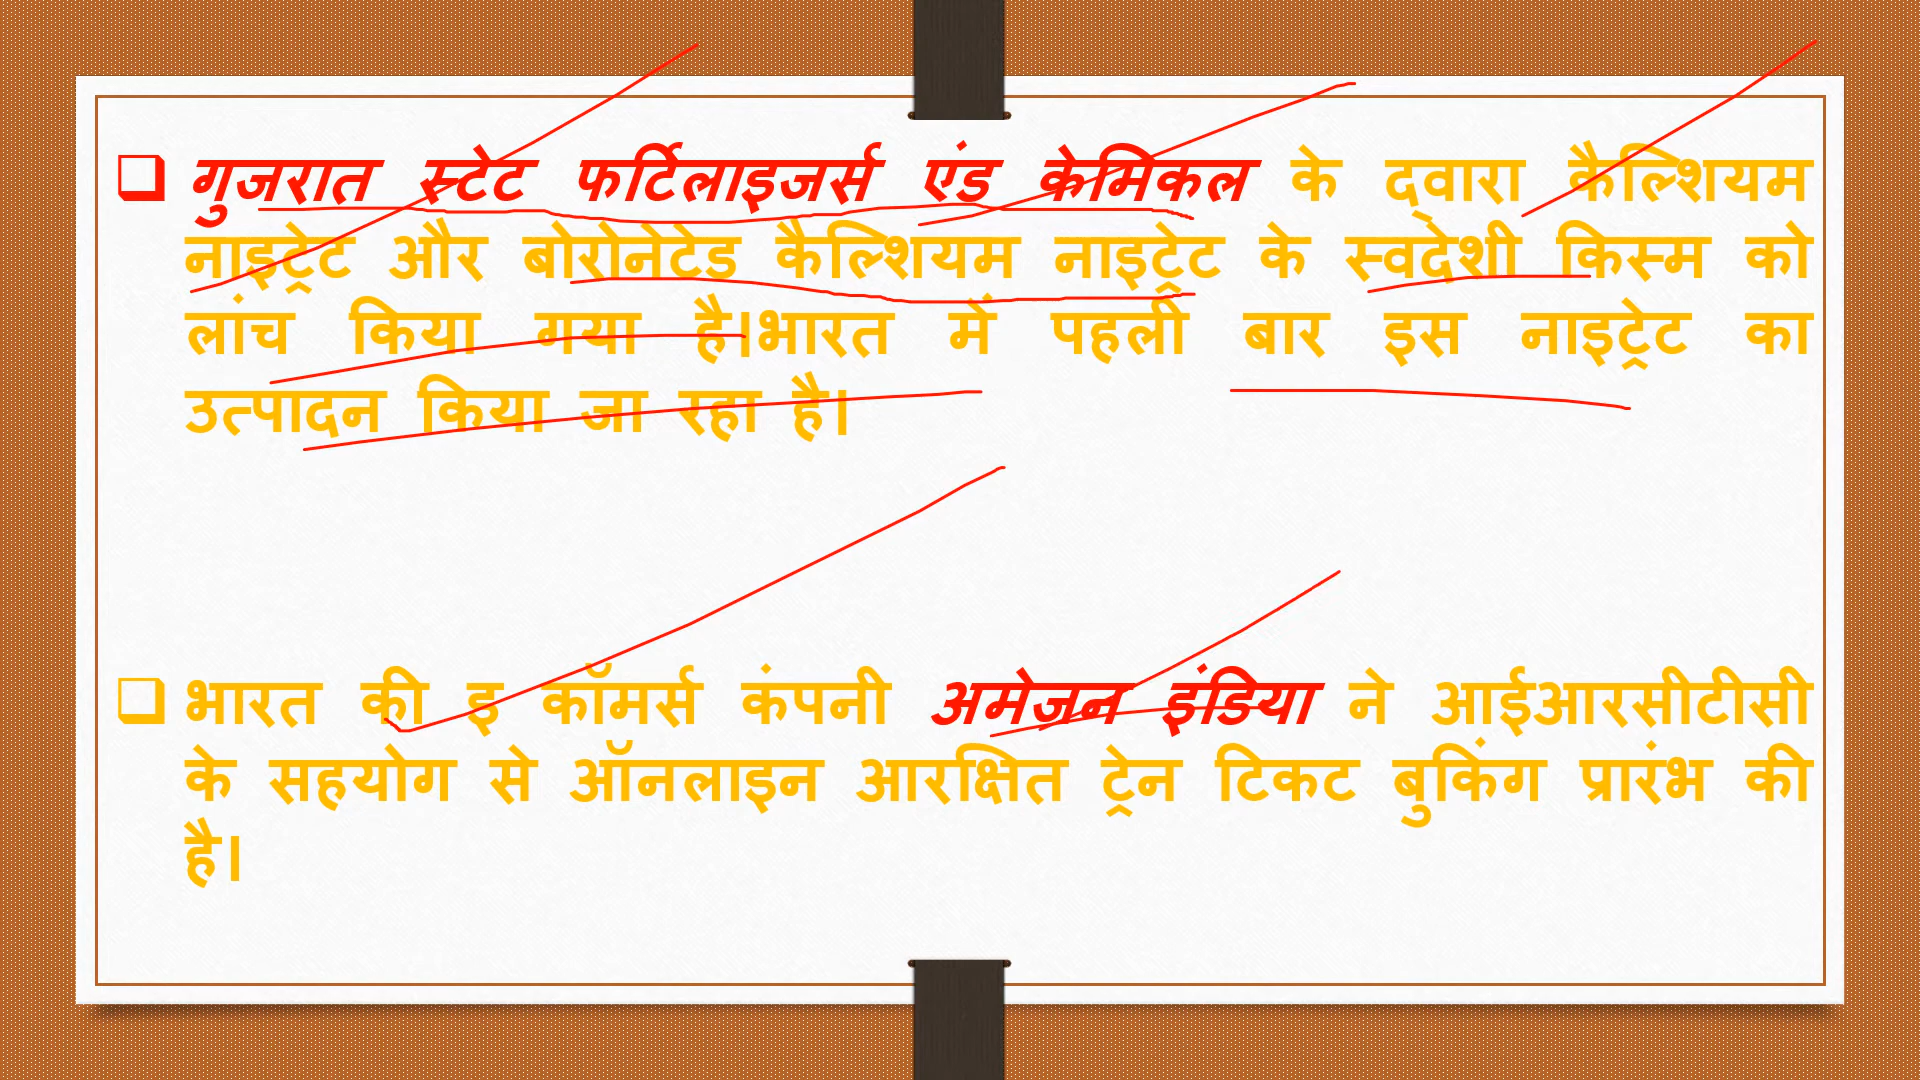 गुजरात स्टेट फर्टिलाइजर्स एंड केमिकल के द्वारा कैल्शियम
नाइट्रेट और बोरोनेटेड कैल्शियम नाइट्रेट के स्वदेशी किस्म को
लांच किया गया है।भारत में पहली बार इस नाइट्रेट का
उत्पादन किया जा रहा है।
भारत की इ कॉमर्स कंपनी अमेजन इंडिया ने आईआरसीटीसी
के सहयोग से ऑनलाइन आरक्षित ट्रेन टिकट बुकिंग प्रारंभ की
है।